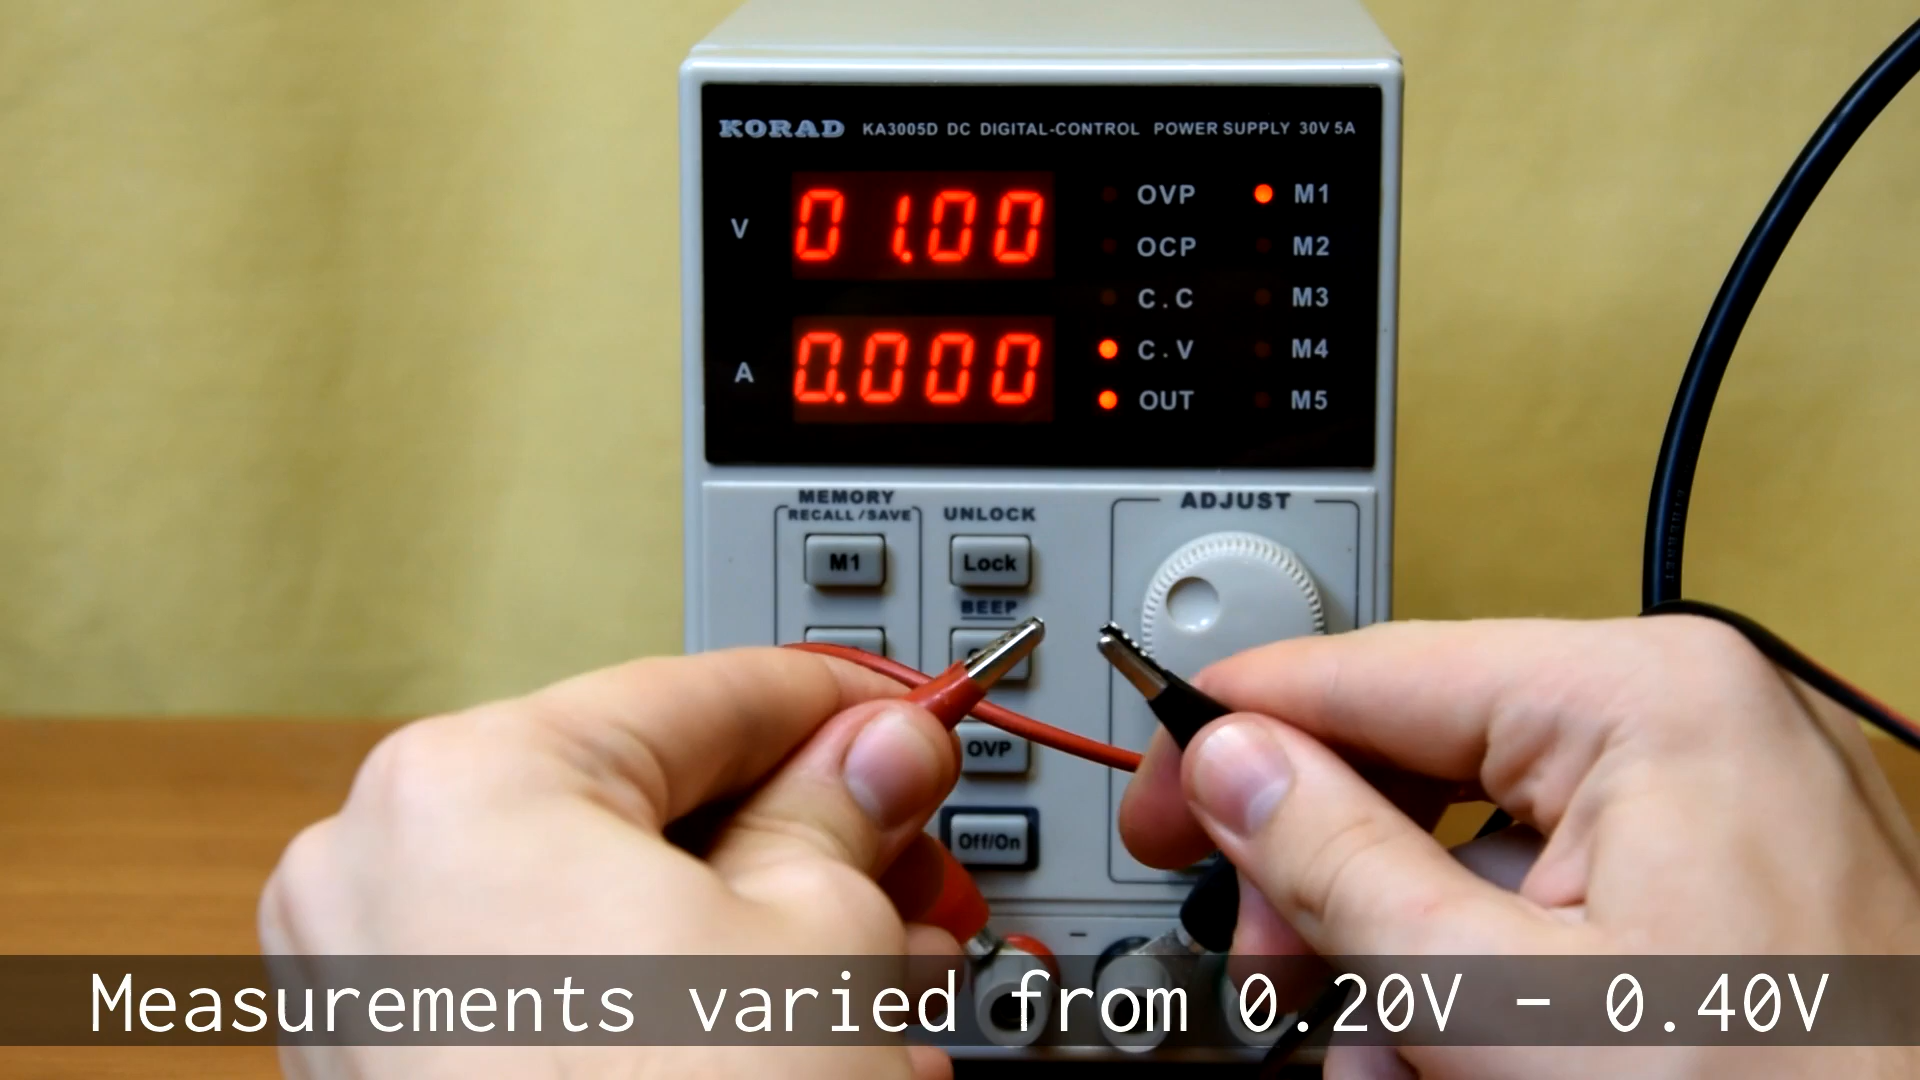 KORAD KA3005D DC DIGITAL-CONTROL POWER SUPPLY 30V 5A
V 01.00
A 0.000
OVP M1
OCP M2
C.C M3
C.V M4
OUT M5
MEMORY
RECALL/SAVE
M1
UNLOCK
Lock
BEEP
OVP
Off/On
ADJUST
-
Measurements varied from 0.20V - 0.40V